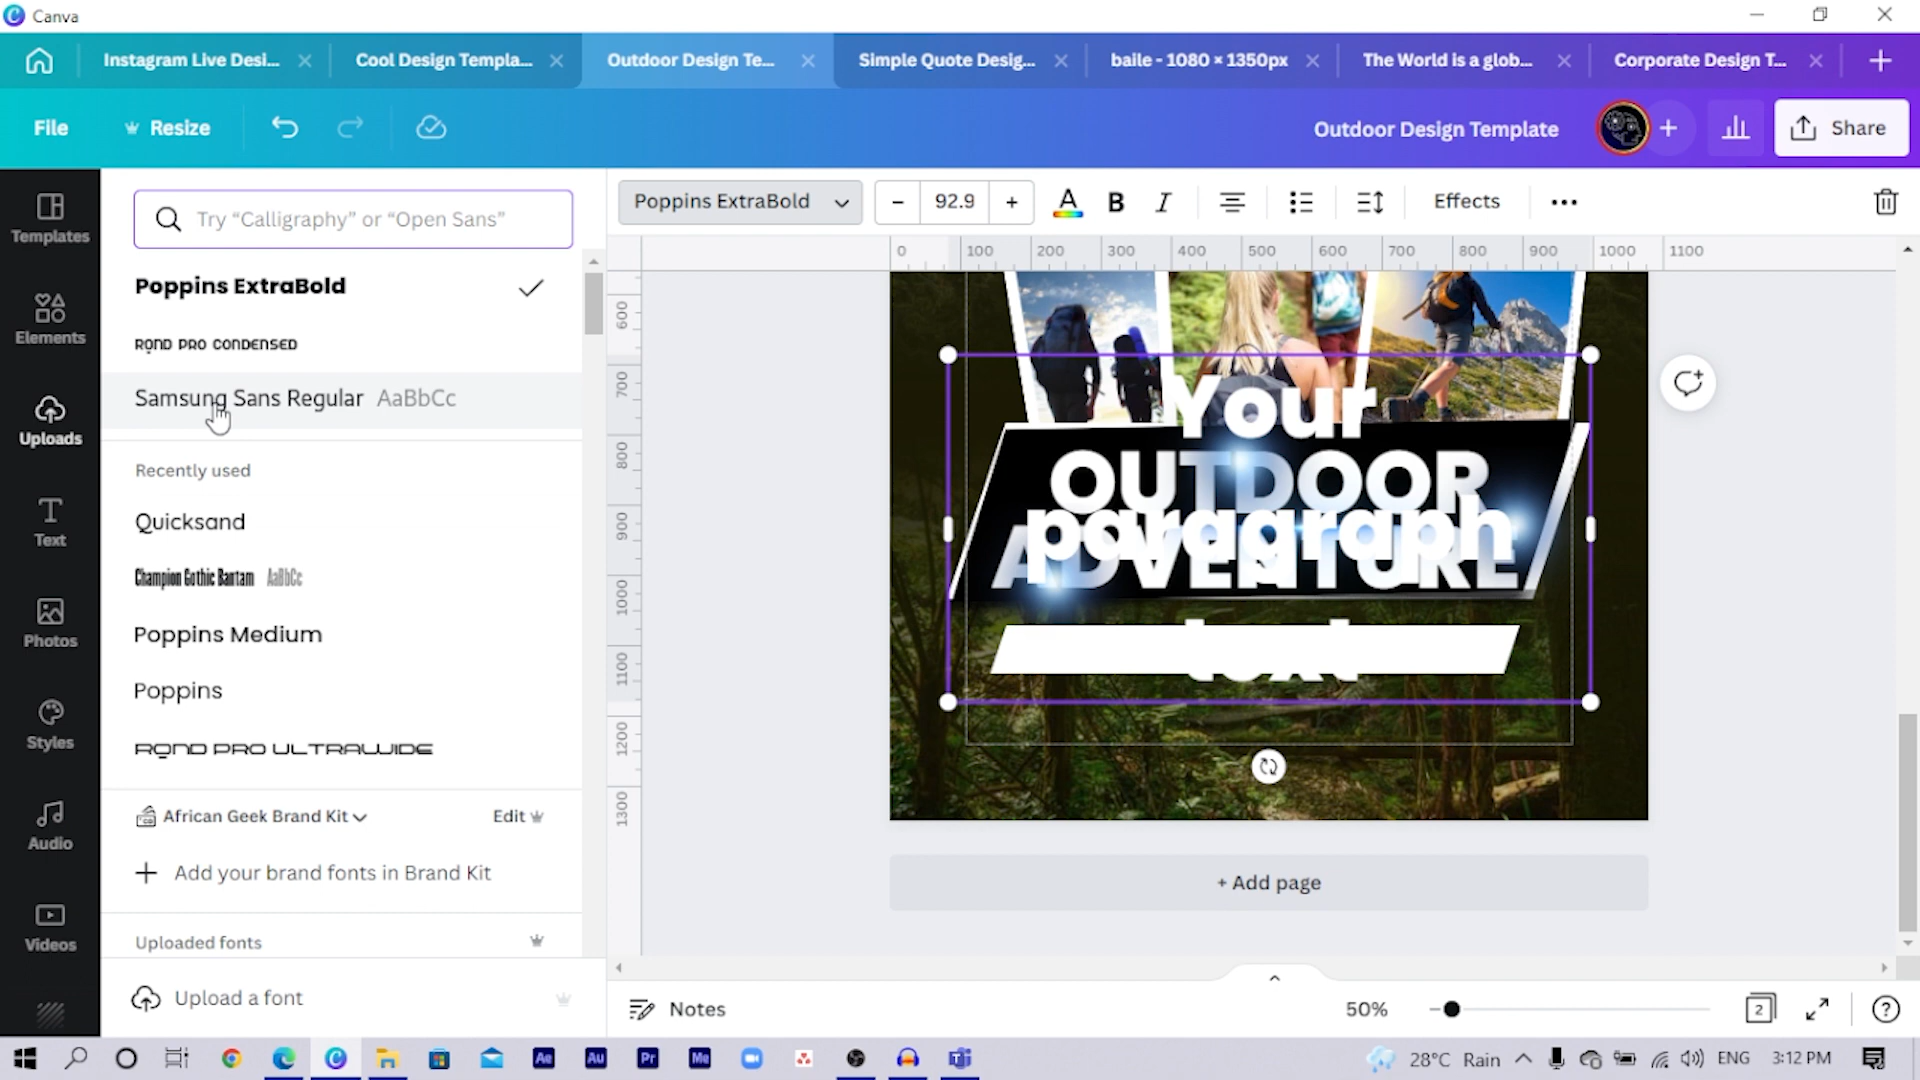 Canva
Instagram Live Desi...
Cool Design Templa...
Outdoor Design Te...
Simple Quote Desig...
baile - 1080 × 1350px
The World is a glob...
Corporate Design T...
File
Resize
Outdoor Design Template
Share
Templates
Elements
Uploads
Text
Photos
Styles
Audio
Videos
Try “Calligraphy” or “Open Sans”
Poppins ExtraBold
ROND PRO CONDENSED
Samsung Sans Regular AaBbCc
Recently used
Quicksand
Champion Gothic Bantam AaBbCc
Poppins Medium
Poppins
ROND PRO ULTRAWIDE
African Geek Brand Kit
Edit
Add your brand fonts in Brand Kit
Uploaded fonts
Upload a font
Poppins ExtraBold
– 92.9 +
A B I
Effects
0 100 200 300 400 500 600 700 800 900 1000 1100
600
700
800
900
1000
1100
1200
1300
Your
OUTDOOR
paragraph
ADVENTURE
text
+ Add page
Notes
50%
2
?
Ae
Au
Pr
Me
28°C Rain
ENG
3:12 PM